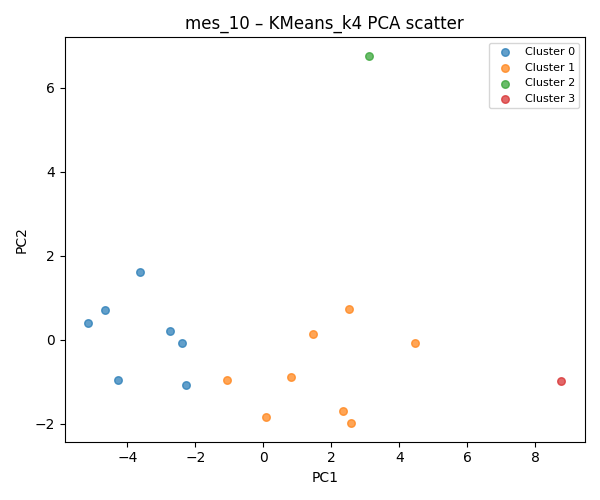 mes_10 – KMeans_k4 PCA scatter
Cluster 0
Cluster 1
Cluster 2
Cluster 3
PC2
6
4
2
0
−2
−4
−2
0
2
4
6
8
PC1